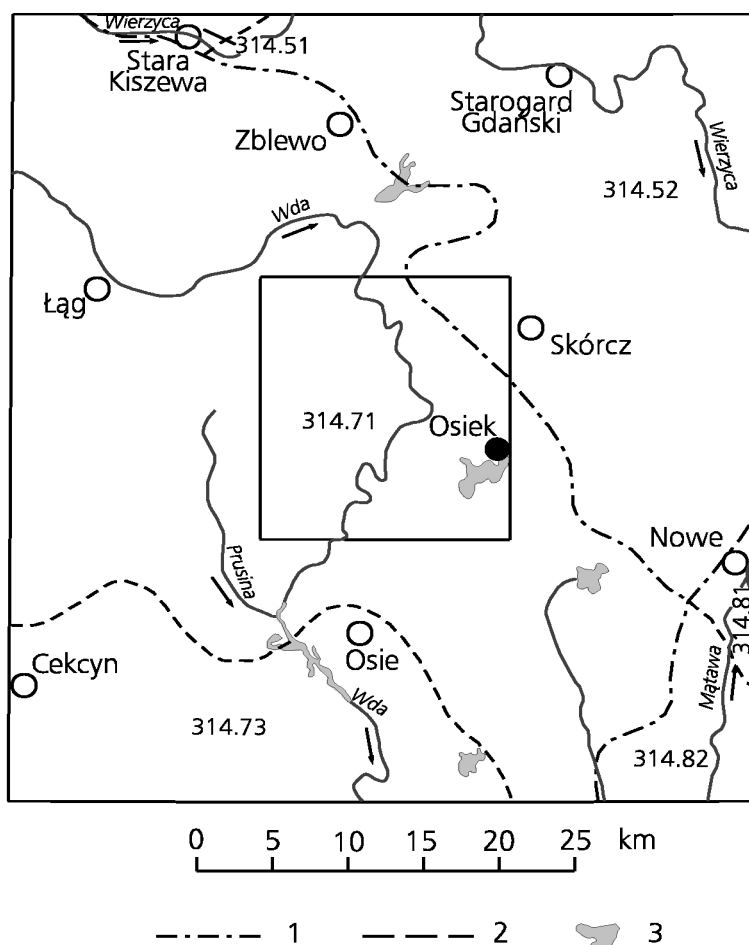 Wierzyca
314.51
Stara
Kiszewa
Starogard
Gdański
Zblewo
Wierzyca
314.52
Wda
Łąg
Skórcz
314.71
Osiek
Nowe
Prusina
314.81
Osie
Cekcyn
Mątawa
Wda
314.73
314.82
0 5 10 15 20 25 km
1 2 3